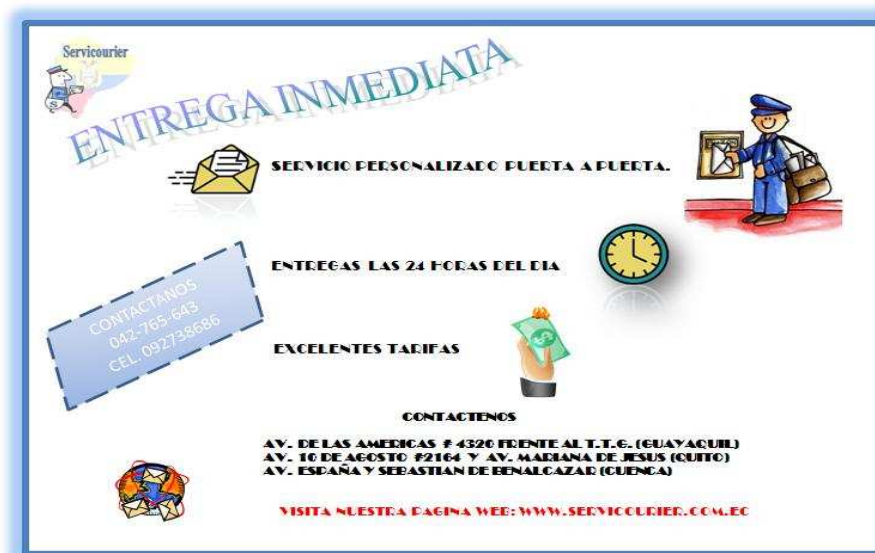 Servicourier
ENTREGA INMEDIATA
SERVICIO PERSONALIZADO PUERTA A PUERTA.
ENTREGAS LAS 24 HORAS DEL DIA
CONTACTANOS
042-765-643
CEL. 092738686
EXCELENTES TARIFAS
CONTACTENOS
AV. DE LAS AMERICAS # 4320 FRENTE AL T.T.G. (GUAYAQUIL)
AV. 10 DE AGOSTO #2164 Y AV. MARIANA DE JESUS (QUITO)
AV. ESPAÑA Y SEBASTIAN DE BENALCAZAR (CUENCA)
VISITA NUESTRA PAGINA WEB: WWW.SERVICOURIER.COM.EC